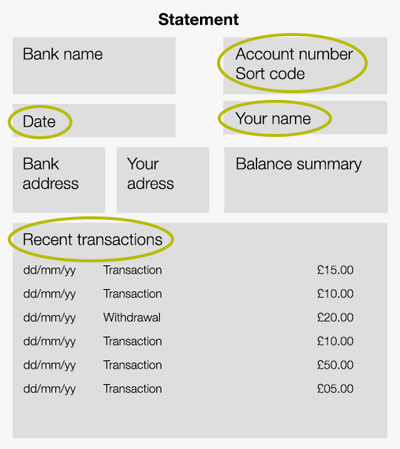 Statement
Bank name
Account number
Sort code
Date
Your name
Bank
address
Your
adress
Balance summary
Recent transactions
dd/mm/yy Transaction £15.00
dd/mm/yy Transaction £10.00
dd/mm/yy Withdrawal £20.00
dd/mm/yy Transaction £10.00
dd/mm/yy Transaction £50.00
dd/mm/yy Transaction £05.00